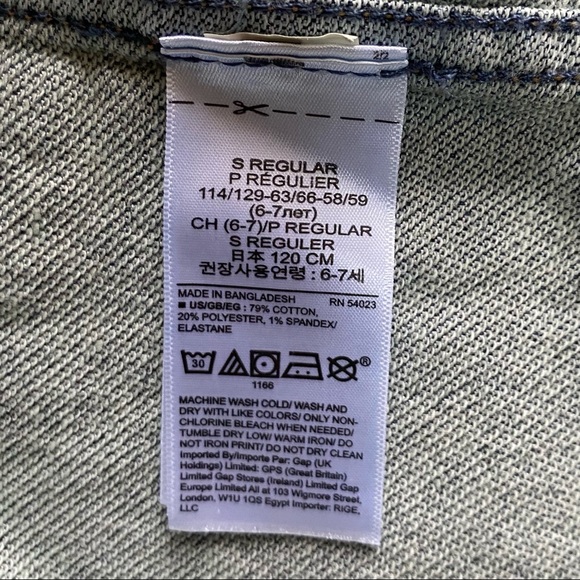 2/2
S REGULAR
P RÉGULIER
114/129-63/66-58/59
(6-7лет)
CH (6-7)/P REGULAR
S REGULER
日本 120 CM
권장사용연령 : 6-7세
MADE IN BANGLADESH RN 54023
US/GB/EG : 79% COTTON,
20% POLYESTER, 1% SPANDEX/
ELASTANE
30
®
1166
MACHINE WASH COLD/ WASH AND
DRY WITH LIKE COLORS/ ONLY NON-
CHLORINE BLEACH WHEN NEEDED/
TUMBLE DRY LOW/ WARM IRON/ DO
NOT IRON PRINT/ DO NOT DRY CLEAN
Imported By/Importe Par: Gap (UK
Holdings) Limited: GPS (Great Britain)
Limited Gap Stores (Ireland) Limited Gap
Europe Limited All at 103 Wigmore Street,
London, W1U 1QS Egypt Importer: RIGE,
LLC